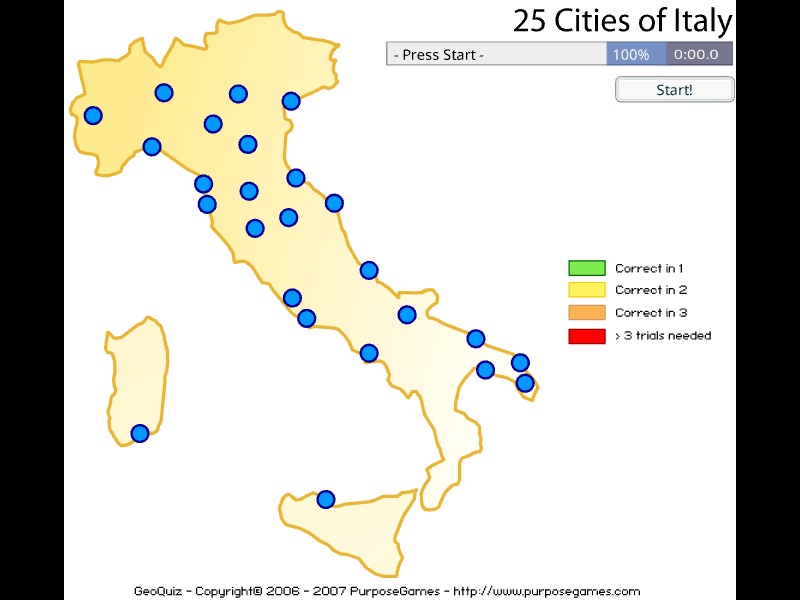 25 Cities of Italy
- Press Start - 100% 0:00.0
Start!
Correct in 1
Correct in 2
Correct in 3
> 3 trials needed
GeoQuiz - Copyright© 2006 - 2007 PurposeGames - http://www.purposegames.com